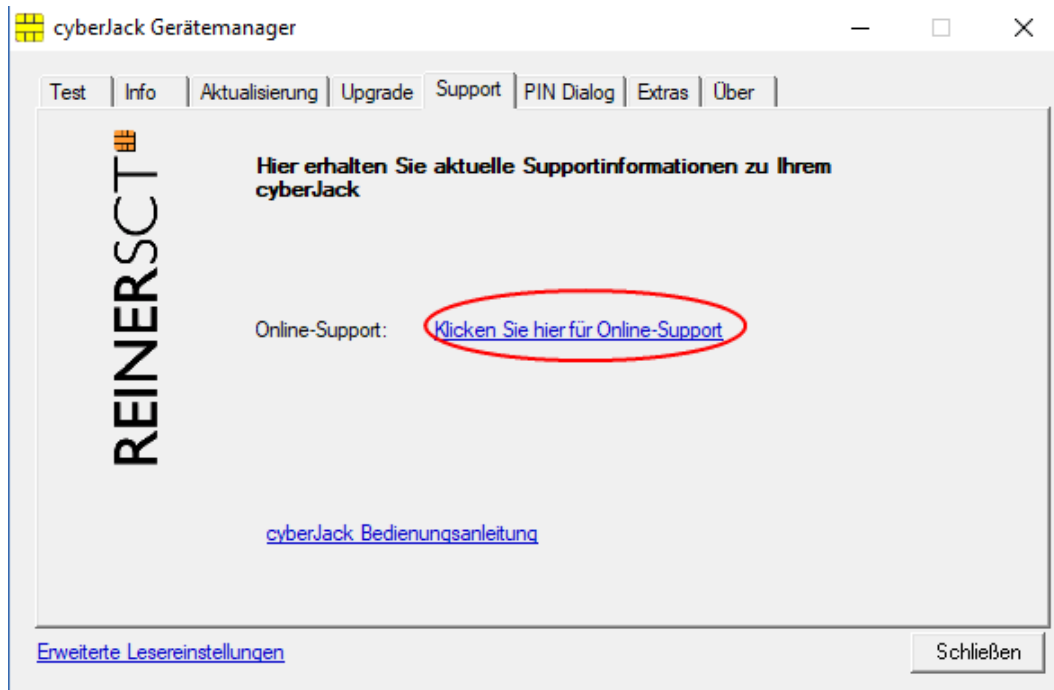 cyberJack Gerätemanager
Test Info Aktualisierung Upgrade Support PIN Dialog Extras Über
REINERSCT
Hier erhalten Sie aktuelle Supportinformationen zu Ihrem
cyberJack
Online-Support: Klicken Sie hier für Online-Support
cyberJack Bedienungsanleitung
Erweiterte Lesereinstellungen Schließen